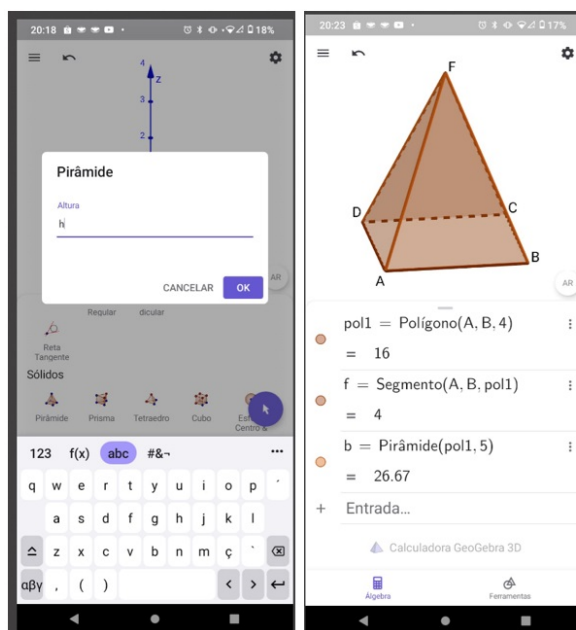 20:18
18%
4
z
3
2
Pirâmide
Altura
h
CANCELAR OK
AR
Regular dicular
Reta
Tangente
Sólidos
Pirâmide Prisma Tetraedro Cubo
Centro &
123 f(x) abc #&¬ ...
q w e r t y u i o p ´
a s d f g h j k l
z x c v b n m ç `
αβγ , ( ) < >
20:23
17%
F
D
C
B
A
AR
pol1 = Polígono(A, B, 4)
= 16
f = Segmento(A, B, pol1)
= 4
b = Pirâmide(pol1, 5)
= 26.67
+ Entrada...
Calculadora GeoGebra 3D
Álgebra Ferramentas